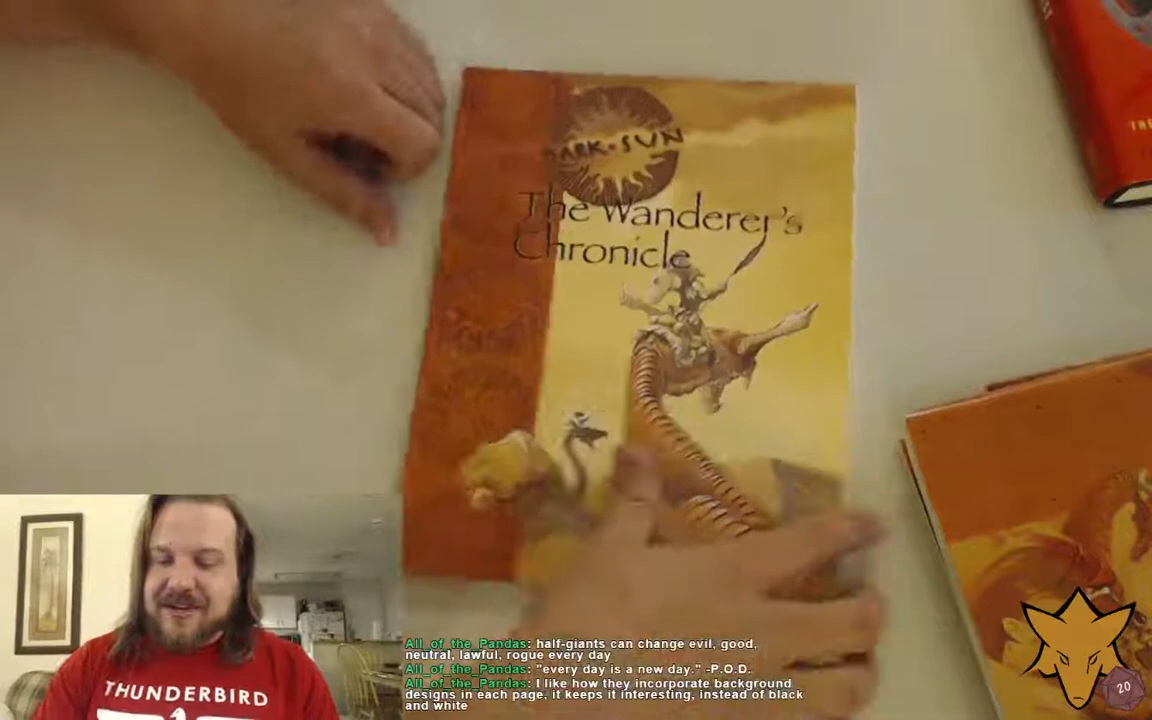 DARK·SUN
The Wanderer's
Chronicle
THUNDERBIRD
All_of_the_Pandas: half-giants can change evil, good,
neutral, lawful, rogue every day
All_of_the_Pandas: "every day is a new day." -P.O.D.
All_of_the_Pandas: I like how they incorporate background
designs in each page, it keeps it interesting, instead of black
and white
20